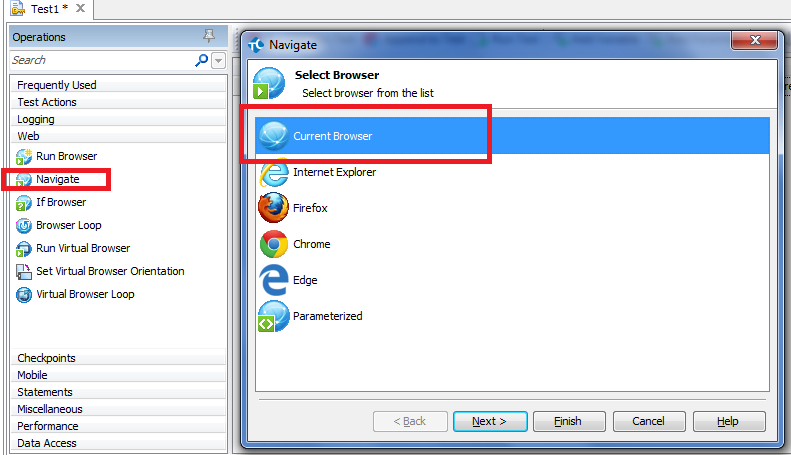 Test1 *
Operations
Search
Frequently Used
Test Actions
Logging
Web
Run Browser
Navigate
If Browser
Browser Loop
Run Virtual Browser
Set Virtual Browser Orientation
Virtual Browser Loop
Checkpoints
Mobile
Statements
Miscellaneous
Performance
Data Access
Navigate
Select Browser
Select browser from the list
Current Browser
Internet Explorer
Firefox
Chrome
Edge
Parameterized
< Back
Next >
Finish
Cancel
Help